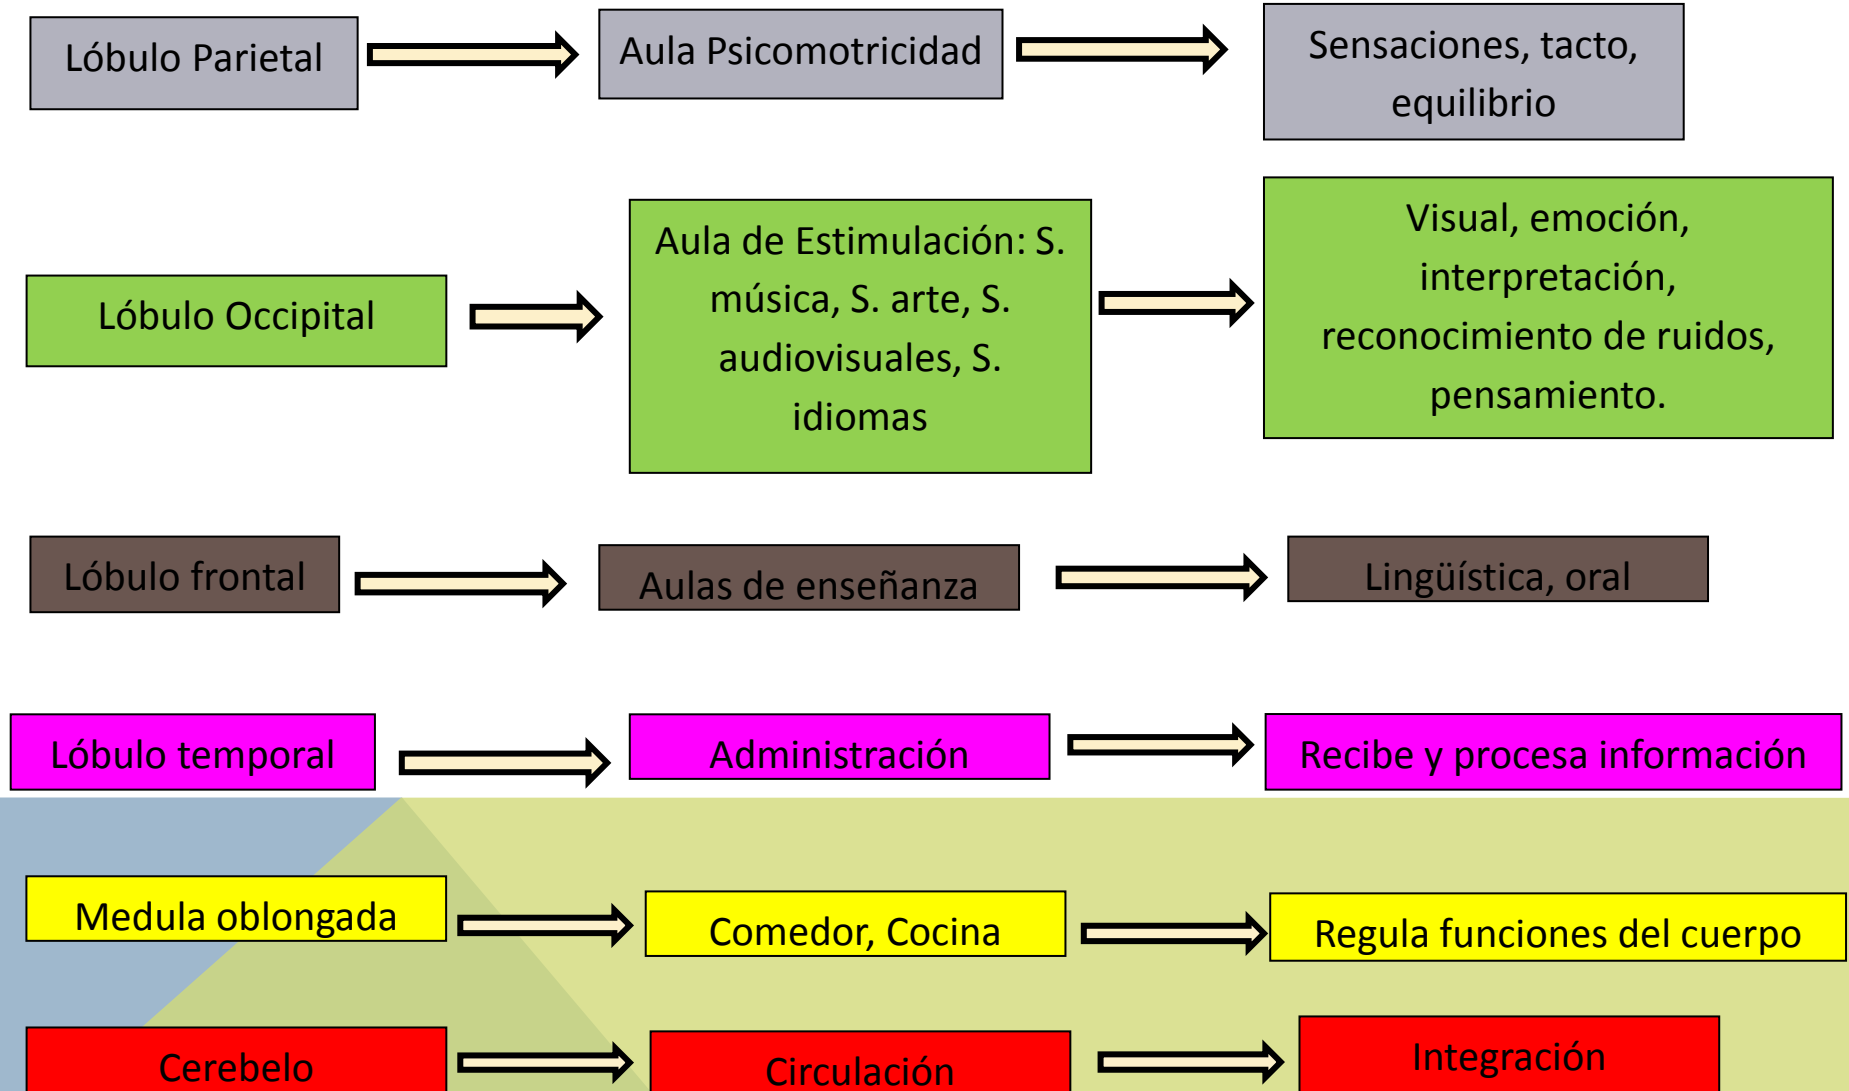 Lóbulo Parietal
Aula Psicomotricidad
Sensaciones, tacto,
equilibrio
Lóbulo Occipital
Aula de Estimulación: S.
música, S. arte, S.
audiovisuales, S.
idiomas
Visual, emoción,
interpretación,
reconocimiento de ruidos,
pensamiento.
Lóbulo frontal
Aulas de enseñanza
Lingüística, oral
Lóbulo temporal
Administración
Recibe y procesa información
Medula oblongada
Comedor, Cocina
Regula funciones del cuerpo
Cerebelo
Circulación
Integración